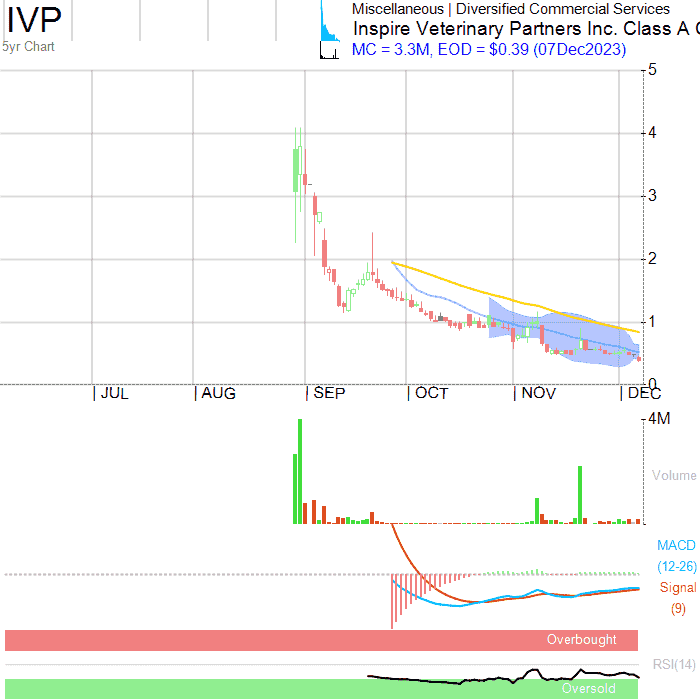 IVP
5yr Chart
Miscellaneous | Diversified Commercial Services
Inspire Veterinary Partners Inc. Class A
MC = 3.3M, EOD = $0.39 (07Dec2023)
5
4
3
2
1
0
JUL AUG SEP OCT NOV DEC
4M
Volume
MACD
(12-26)
Signal
(9)
Overbought
RSI(14)
Oversold